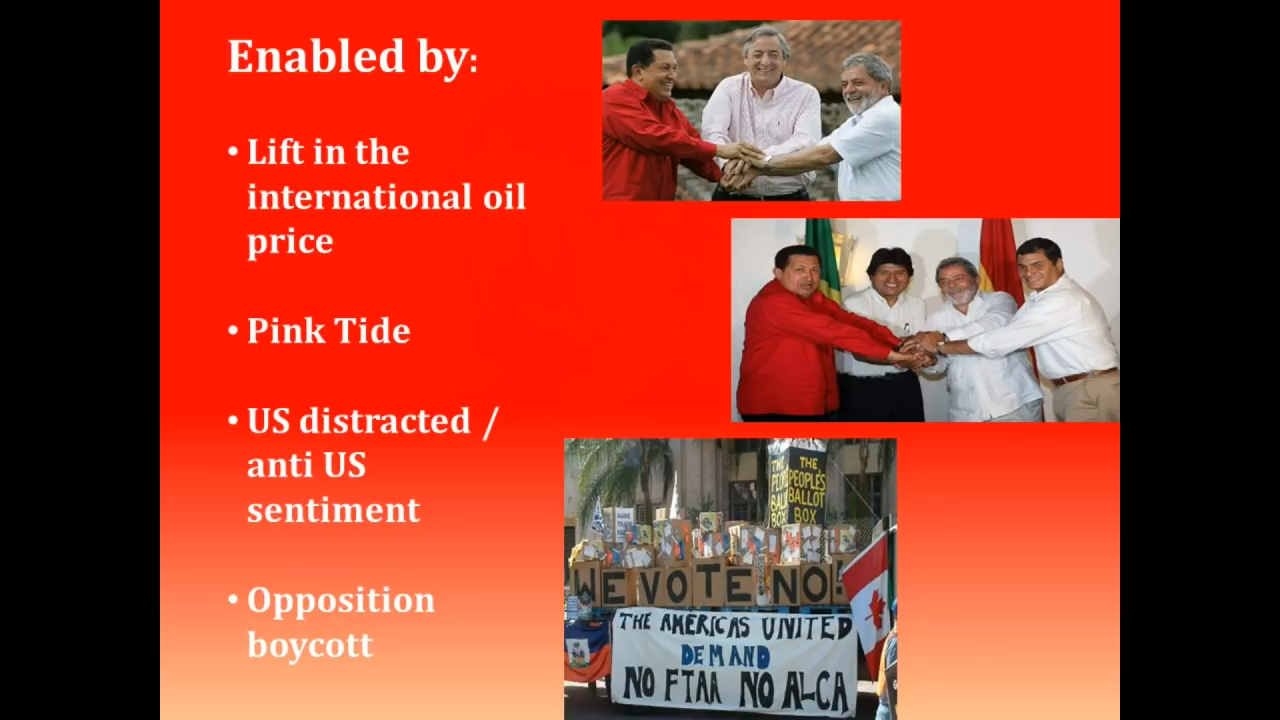 Enabled by:
• Lift in the
international oil
price
• Pink Tide
• US distracted /
anti US
sentiment
• Opposition
boycott
THE
PEOPLE'S
BALLOT
BOX
WE VOTE NO!
THE AMERICAS UNITED
DEMAND
NO FTAA NO ALCA